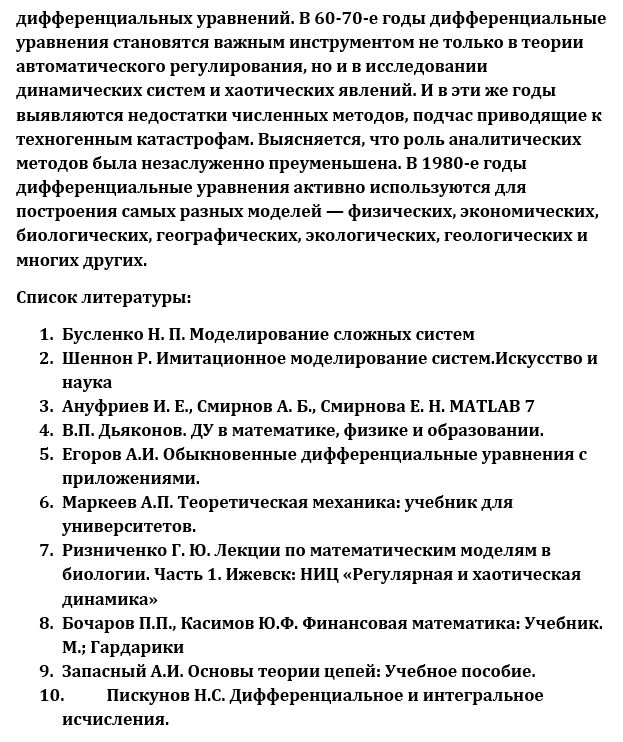 дифференциальных уравнений. В 60-70-е годы дифференциальные
уравнения становятся важным инструментом не только в теории
автоматического регулирования, но и в исследовании
динамических систем и хаотических явлений. И в эти же годы
выявляются недостатки численных методов, подчас приводящие к
техногенным катастрофам. Выясняется, что роль аналитических
методов была незаслуженно преуменьшена. В 1980-е годы
дифференциальные уравнения активно используются для
построения самых разных моделей — физических, экономических,
биологических, географических, экологических, геологических и
многих других.
Список литературы:
1. Бусленко Н. П. Моделирование сложных систем
2. Шеннон Р. Имитационное моделирование систем.Искусство и
наука
3. Ануфриев И. Е., Смирнов А. Б., Смирнова Е. Н. MATLAB 7
4. В.П. Дьяконов. ДУ в математике, физике и образовании.
5. Егоров А.И. Обыкновенные дифференциальные уравнения с
приложениями.
6. Маркеев А.П. Теоретическая механика: учебник для
университетов.
7. Ризниченко Г. Ю. Лекции по математическим моделям в
биологии. Часть 1. Ижевск: НИЦ «Регулярная и хаотическая
динамика»
8. Бочаров П.П., Касимов Ю.Ф. Финансовая математика: Учебник.
М.; Гардарики
9. Запасный А.И. Основы теории цепей: Учебное пособие.
10. Пискунов Н.С. Дифференциальное и интегральное
исчисления.